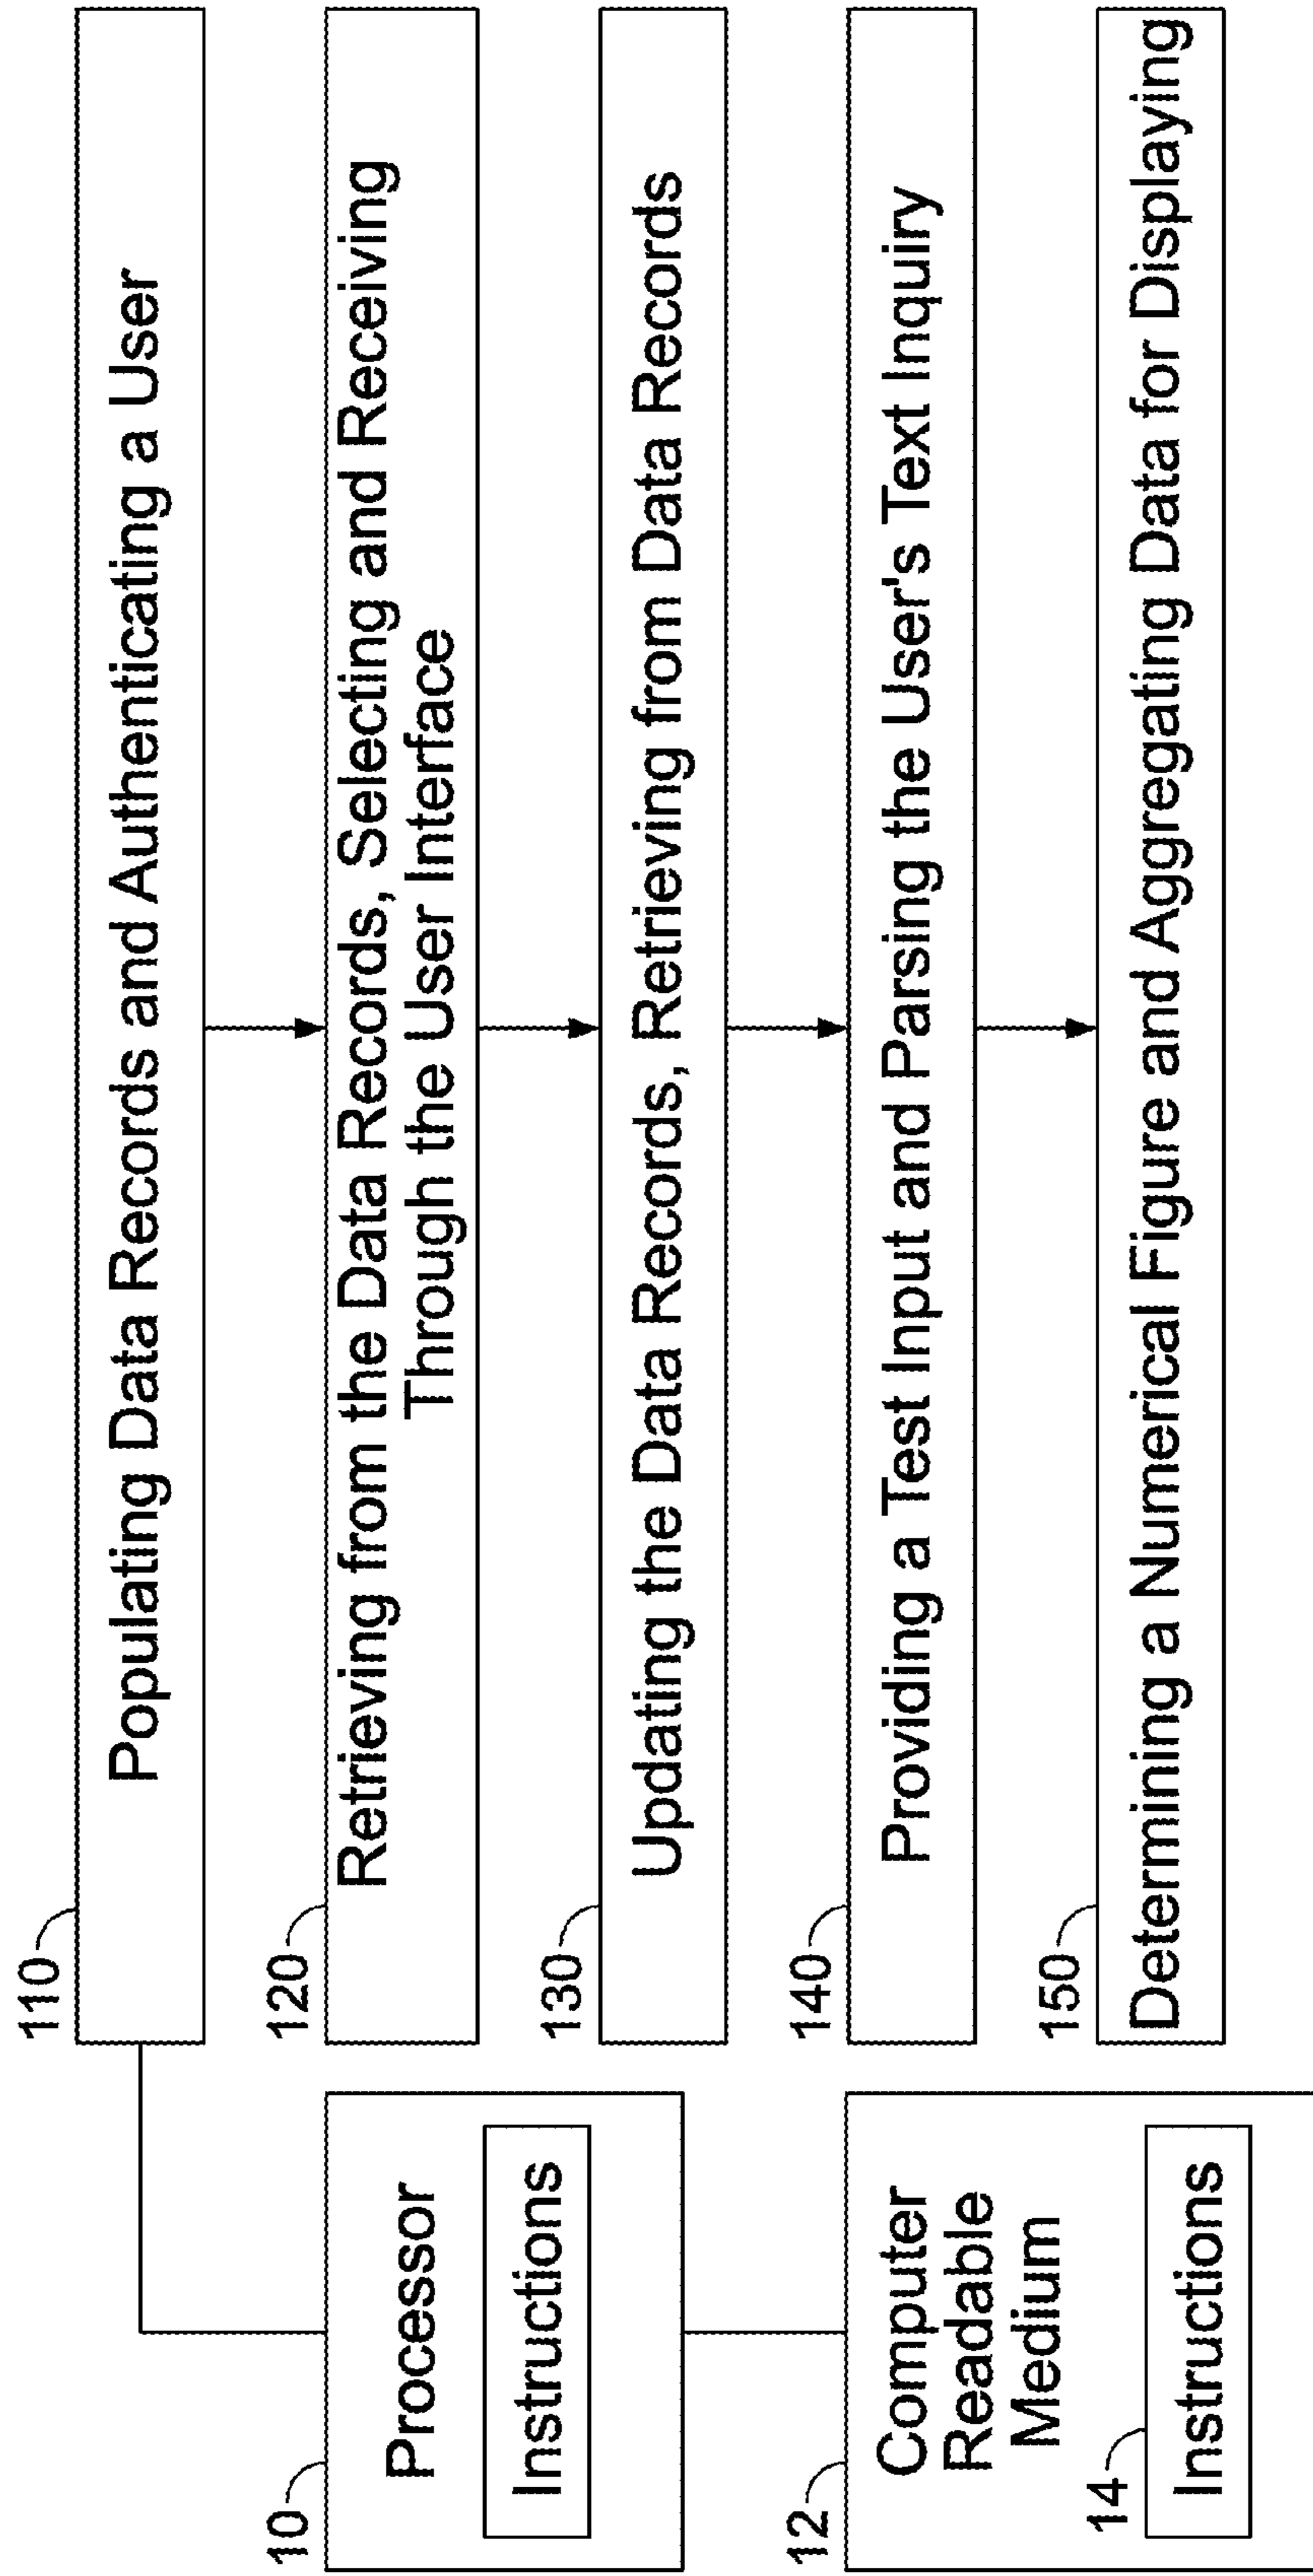 110
Populating Data Records and Authenticating a User
10
Processor
Instructions
120
Retrieving from the Data Records, Selecting and Receiving
Through the User Interface
130
Updating the Data Records, Retrieving from Data Records
12
Computer
Readable
Medium
14
Instructions
140
Providing a Test Input and Parsing the User's Text Inquiry
150
Determining a Numerical Figure and Aggregating Data for Displaying